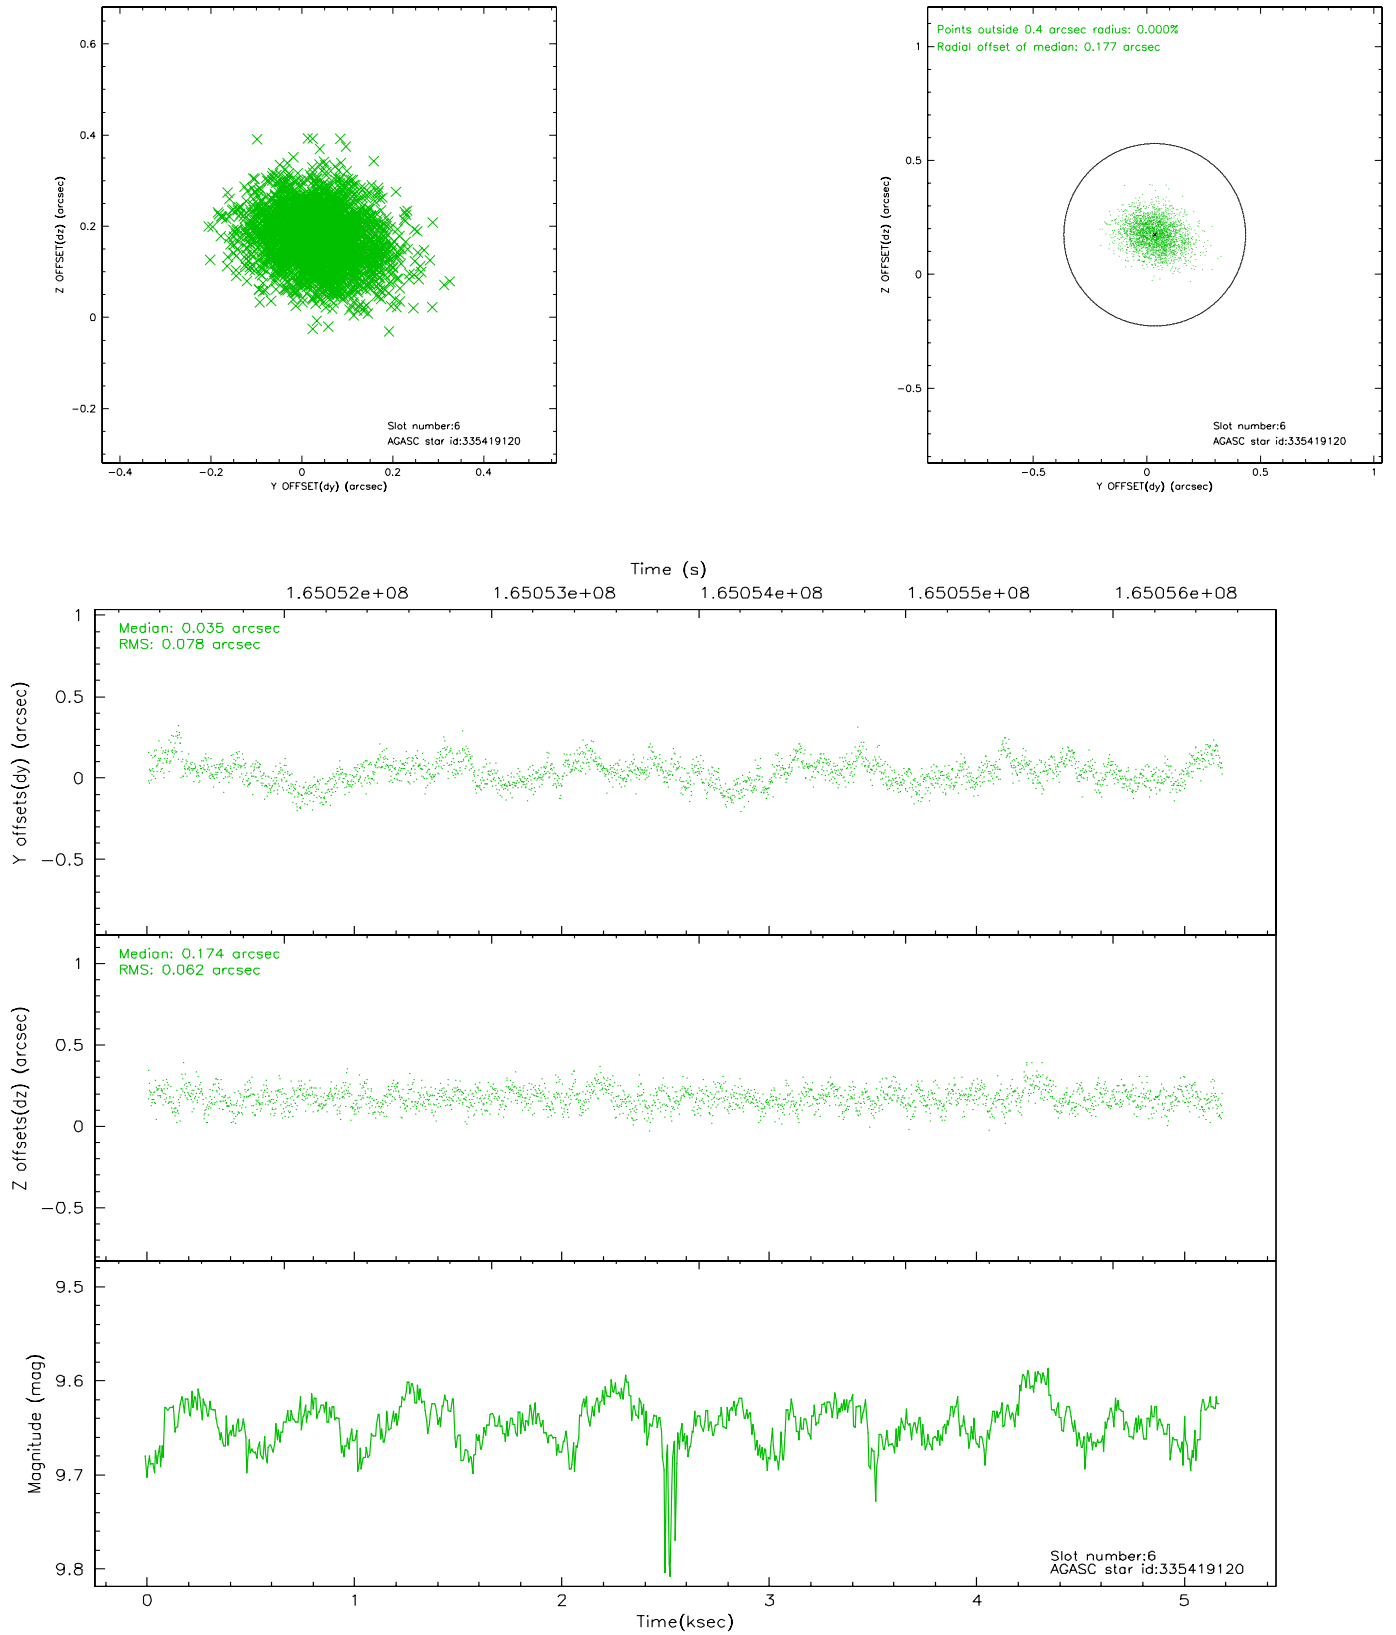 0.6
0.4
0.2
0
−0.2
Z OFFSET(dz) (arcsec)
Slot number:6
AGASC star id:335419120
−0.4 −0.2 0 0.2 0.4
Y OFFSET(dy) (arcsec)
Points outside 0.4 arcsec radius: 0.000%
Radial offset of median: 0.177 arcsec
1
0.5
0
−0.5
Z OFFSET(dz) (arcsec)
Slot number:6
AGASC star id:335419120
−0.5 0 0.5 1
Y OFFSET(dy) (arcsec)
Time (s)
1.65052e+08 1.65053e+08 1.65054e+08 1.65055e+08 1.65056e+08
Median: 0.035 arcsec
RMS: 0.078 arcsec
1
0.5
0
−0.5
Y offsets(dy) (arcsec)
Median: 0.174 arcsec
RMS: 0.062 arcsec
1
0.5
0
−0.5
Z offsets(dz) (arcsec)
9.5
9.6
9.7
9.8
Magnitude (mag)
Slot number:6
AGASC star id:335419120
0 1 2 3 4 5
Time(ksec)